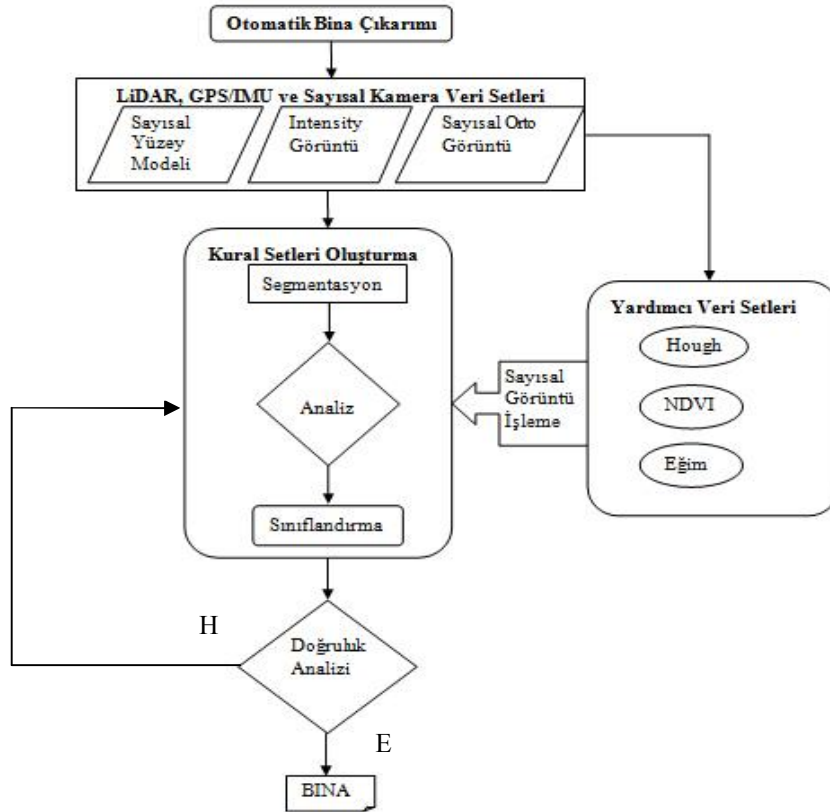 Otomatik Bina Çıkarımı
LiDAR, GPS/IMU ve Sayısal Kamera Veri Setleri
Sayısal
Yüzey
Modeli
Intensity
Görüntü
Sayısal Orto
Görüntü
Kural Setleri Oluşturma
Segmentasyon
Analiz
Sınıflandırma
Yardımcı Veri Setleri
Hough
NDVI
Eğim
Sayısal
Görüntü
İşleme
H
Doğruluk
Analizi
E
BINA